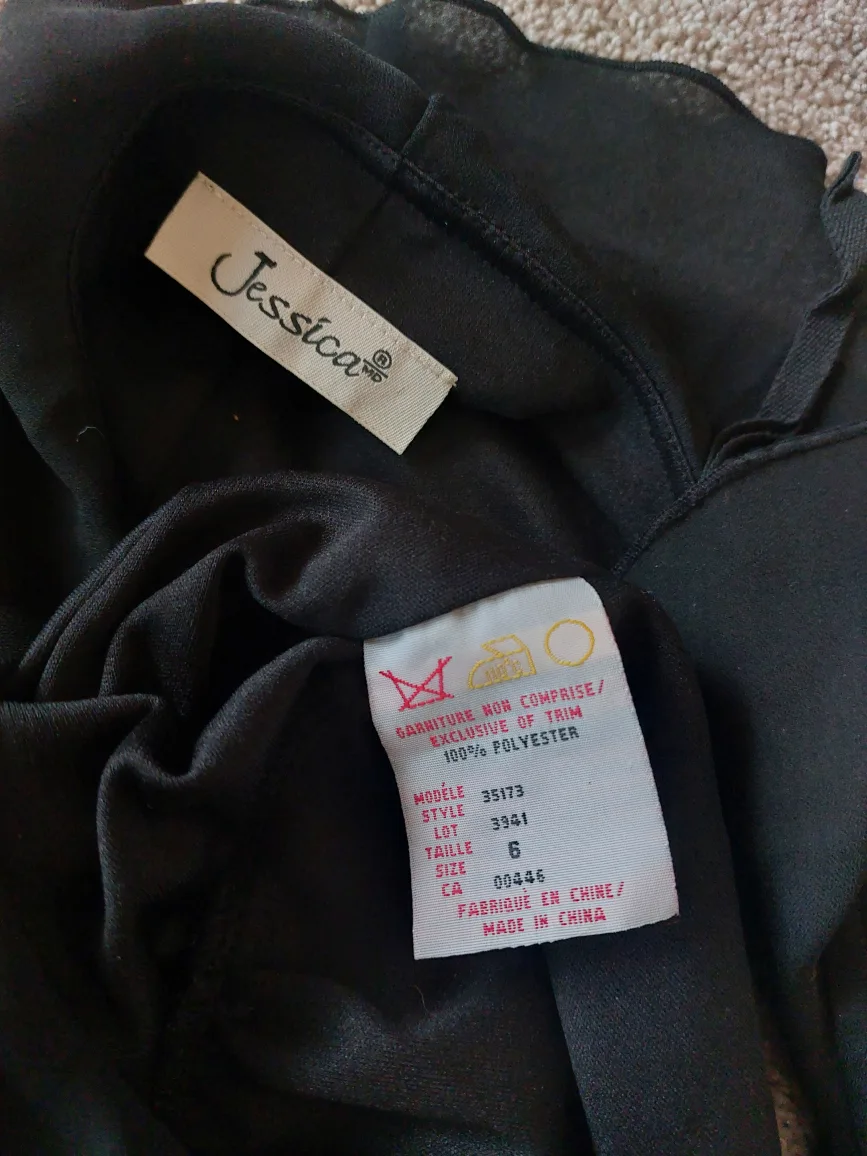 Jessica ® MD
GARNITURE NON COMPRISE/
EXCLUSIVE OF TRIM
100% POLYESTER
MODÈLE 35173
STYLE
LOT 3941
TAILLE 6
SIZE
CA 00446
FABRIQUÈ EN CHINE/
MADE IN CHINA